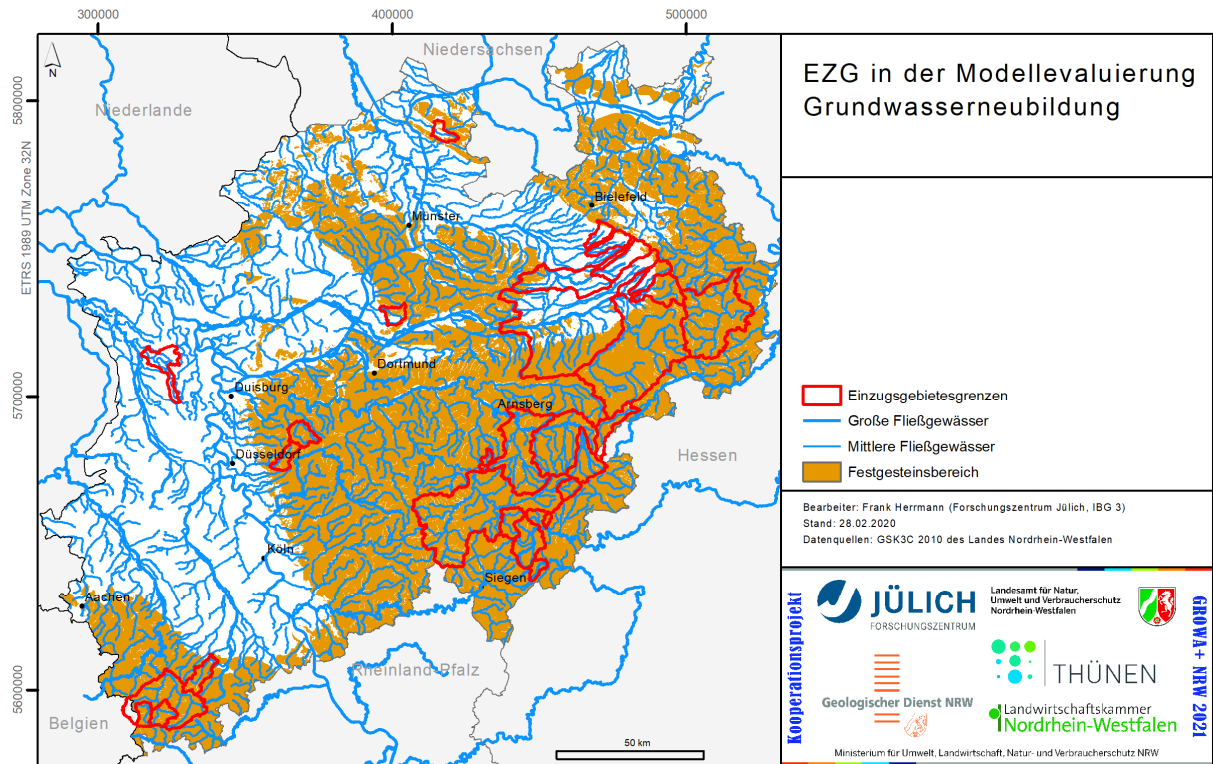 300000
400000
500000
5800000
5700000
5600000
ETRS 1989 UTM Zone 32N
N
Niedersachsen
Niederlande
Bielefeld
Münster
Dortmund
Duisburg
Arnsberg
Düsseldorf
Hessen
Köln
Siegen
Aachen
Rheinland-Pfalz
Belgien
50 km
EZG in der Modellevaluierung
Grundwasserneubildung
Einzugsgebietesgrenzen
Große Fließgewässer
Mittlere Fließgewässer
Festgesteinsbereich
Bearbeiter: Frank Herrmann (Forschungszentrum Jülich, IBG 3)
Stand: 28.02.2020
Datenquellen: GSK3C 2010 des Landes Nordrhein-Westfalen
Kooperationsprojekt
JÜLICH
FORSCHUNGSZENTRUM
Landesamt für Natur,
Umwelt und Verbraucherschutz
Nordrhein-Westfalen
GROWA+ NRW 2021
Geologischer Dienst NRW
THÜNEN
Landwirtschaftskammer
Nordrhein-Westfalen
Ministerium für Umwelt, Landwirtschaft, Natur- und Verbraucherschutz NRW